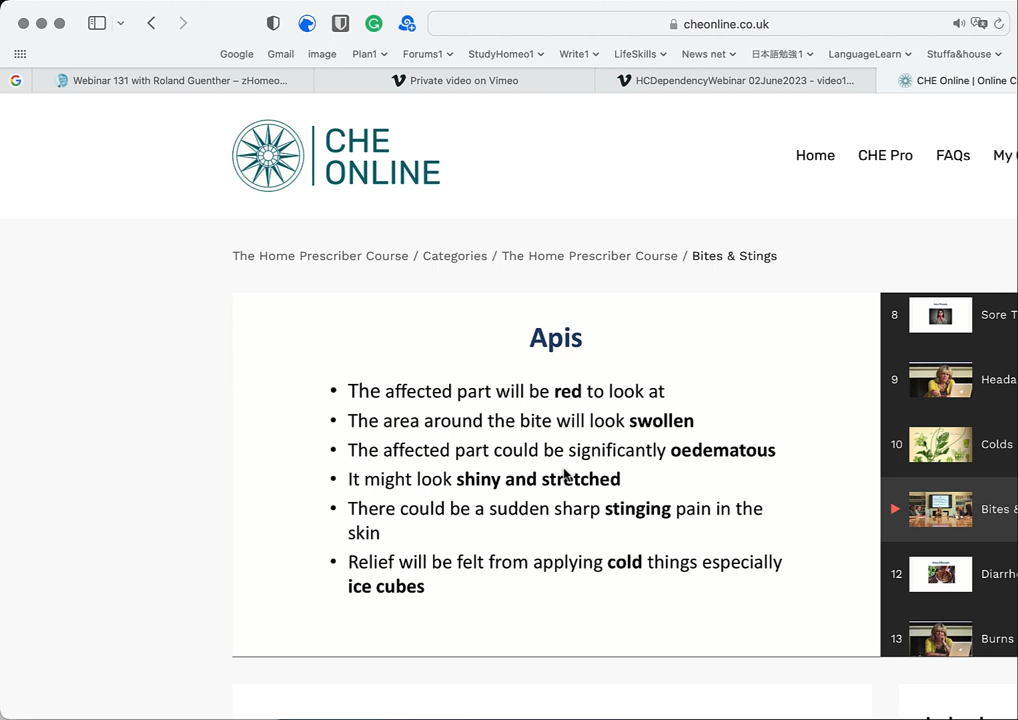 cheonline.co.uk
Google Gmail image Plan1 Forums1 StudyHomeo1 Write1 LifeSkills News net 日本語勉強1 LanguageLearn Stuffa&house
Webinar 131 with Roland Guenther – zHomeo... Private video on Vimeo HCDependencyWebinar 02June2023 - video1... CHE Online | Online C
CHE
ONLINE
Home CHE Pro FAQs My
The Home Prescriber Course / Categories / The Home Prescriber Course / Bites & Stings
Apis
• The affected part will be red to look at
• The area around the bite will look swollen
• The affected part could be significantly oedematous
• It might look shiny and stretched
• There could be a sudden sharp stinging pain in the
skin
• Relief will be felt from applying cold things especially
ice cubes
8 Sore T
9 Heada
10 Colds
Bites &
12 Diarrh
13 Burns